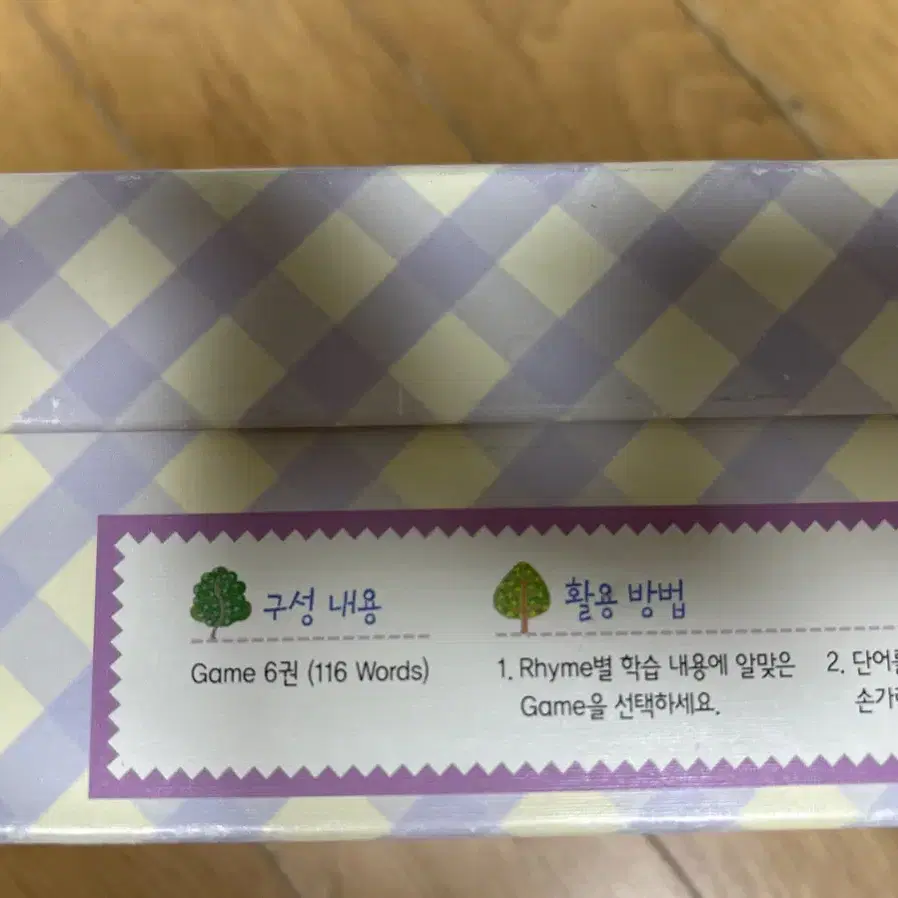 구성 내용
Game 6권 (116 Words)
활용 방법
1. Rhyme별 학습 내용에 알맞은
Game을 선택하세요.
2. 단어를
손가